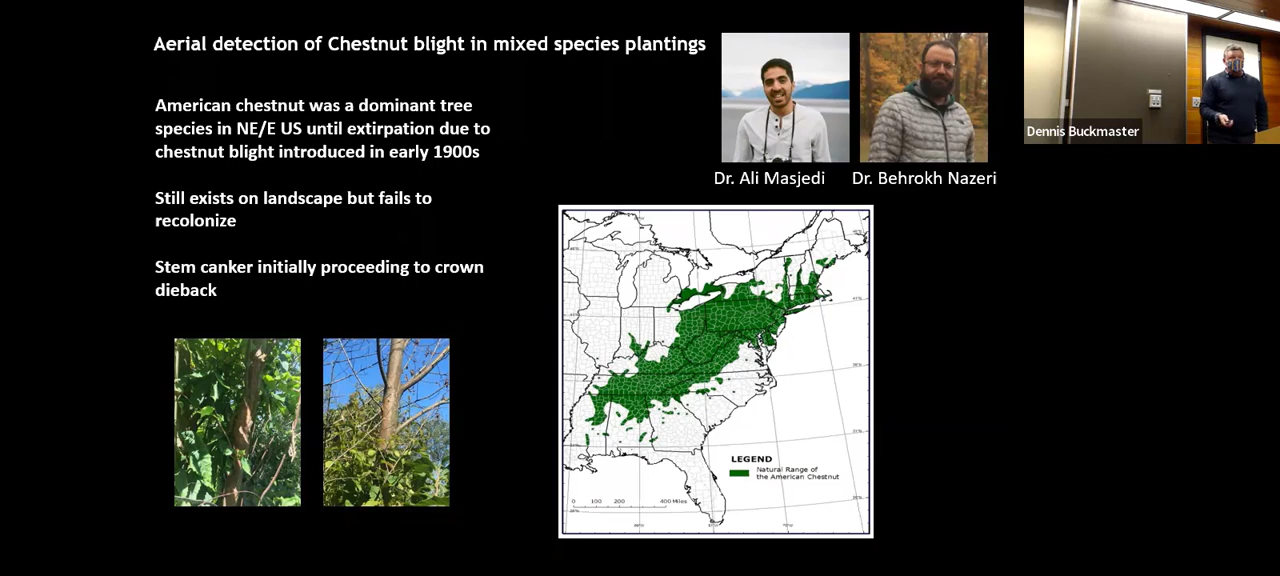 Aerial detection of Chestnut blight in mixed species plantings
American chestnut was a dominant tree
species in NE/E US until extirpation due to
chestnut blight introduced in early 1900s
Still exists on landscape but fails to
recolonize
Stem canker initially proceeding to crown
dieback
Dr. Ali Masjedi
Dr. Behrokh Nazeri
Dennis Buckmaster
LEGEND
Natural Range of
the American Chestnut
0 100 200 400 Miles